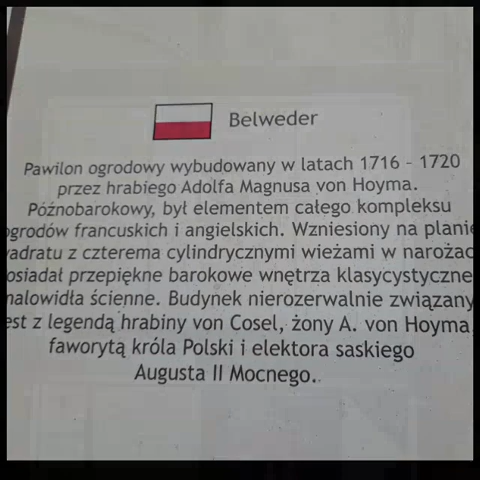 Belweder
Pawilon ogrodowy wybudowany w latach 1716 - 1720
przez hrabiego Adolfa Magnusa von Hoyma.
Późnobarokowy, był elementem całego kompleksu
ogrodów francuskich i angielskich. Wzniesiony na planie
wadratu z czterema cylindrycznymi wieżami w narożac
osiadał przepiękne barokowe wnętrza klasycystyczne
malowidła ścienne. Budynek nierozerwalnie związany
est z legendą hrabiny von Cosel, żony A. von Hoyma
faworytą króla Polski i elektora saskiego
Augusta II Mocnego.